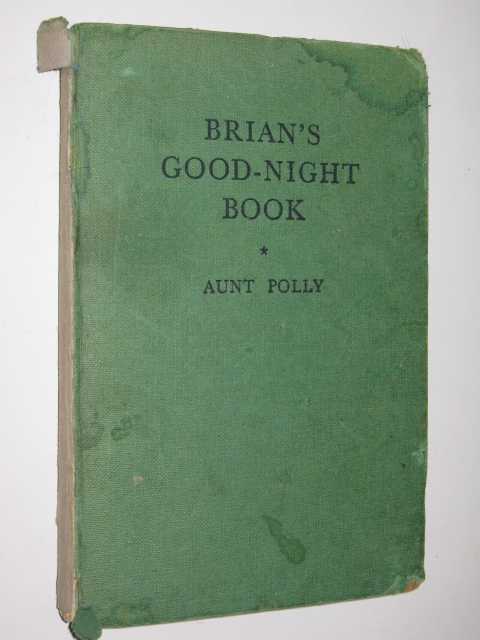 BRIAN'S
GOOD-NIGHT
BOOK
*
AUNT POLLY